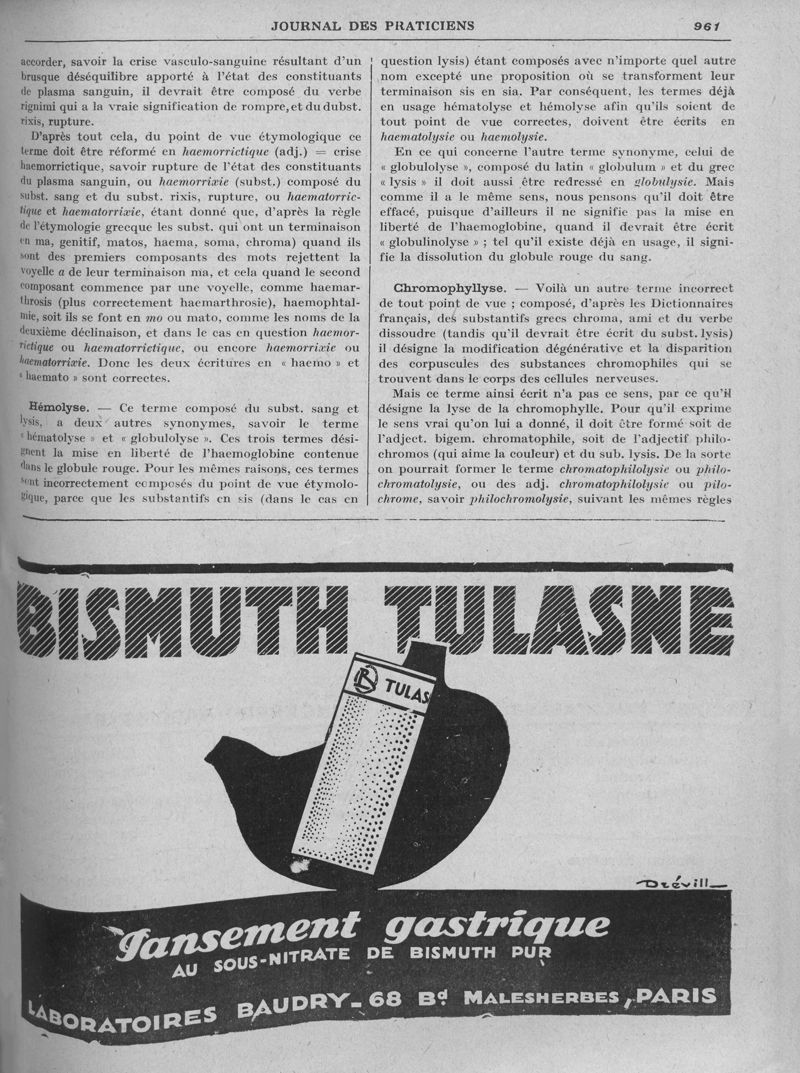 JOURNAL DES PRATICIENS 961
accorder, savoir la crise vasculo-sanguine résultant d'un
brusque déséquilibre apporté à l'état des constituants
de plasma sanguin, il devrait être composé du verbe
rignimi qui a la vraie signification de rompre, et du dubst.
rixis, rupture.
D'après tout cela, du point de vue étymologique ce
terme doit être réformé en haemorrictique (adj.) = crise
haemorrictique, savoir rupture de l'état des constituants
du plasma sanguin, ou haemorrixie (subst.) composé du
subst. sang et du subst. rixis, rupture, ou haematorric-
tique et haematorrixie, étant donné que, d'après la règle
de l'étymologie grecque les subst. qui ont un terminaison
en ma, genitif, matos, haema, soma, chroma) quand ils
sont des premiers composants des mots rejettent la
voyelle a de leur terminaison ma, et cela quand le second
composant commence par une voyelle, comme haemar-
throsis (plus correctement haemarthrosie), haemophtal-
mie, soit ils se font en mo ou mato, comme les noms de la
deuxième déclinaison, et dans le cas en question haemor-
rictique ou haematorrictique, ou encore haemorrixie ou
haematorrixie. Donc les deux écritures en « haemo » et
« haemato » sont correctes.
Hémolyse. — Ce terme composé du subst. sang et
lysis, a deux autres synonymes, savoir le terme
« hématolyse » et « globulolyse ». Ces trois termes dési-
gnent la mise en liberté de l'haemoglobine contenue
dans le globule rouge. Pour les mêmes raisons, ces termes
sont incorrectement composés du point de vue étymolo-
gique, parce que les substantifs en sis (dans le cas en
question lysis) étant composés avec n'importe quel autre
nom excepté une proposition où se transforment leur
terminaison sis en sia. Par conséquent, les termes déjà
en usage hématolyse et hémolyse afin qu'ils soient de
tout point de vue correctes, doivent être écrits en
haematolysie ou haemolysie.
En ce qui concerne l'autre terme synonyme, celui de
« globulolyse », composé du latin « globulum » et du grec
« lysis » il doit aussi être redressé en globulysie. Mais
comme il a le même sens, nous pensons qu'il doit être
effacé, puisque d'ailleurs il ne signifie pas la mise en
liberté de l'haemoglobine, quand il devrait être écrit
« globulinolyse » ; tel qu'il existe déjà en usage, il signi-
fie la dissolution du globule rouge du sang.
Chromophyllyse. — Voilà un autre terme incorrect
de tout point de vue ; composé, d'après les Dictionnaires
français, des substantifs grecs chroma, ami et du verbe
dissoudre (tandis qu'il devrait être écrit du subst. lysis)
il désigne la modification dégénérative et la disparition
des corpuscules des substances chromophiles qui se
trouvent dans le corps des cellules nerveuses.
Mais ce terme ainsi écrit n'a pas ce sens, par ce qu'il
désigne la lyse de la chromophylle. Pour qu'il exprime
le sens vrai qu'on lui a donné, il doit être formé soit de
l'adject. bigem. chromatophile, soit de l'adjectif philo-
chromos (qui aime la couleur) et du sub. lysis. De la sorte
on pourrait former le terme chromatophilolysie ou philo-
chromatolysie, ou des adj. chromatophilolysie ou pilo-
chrome, savoir philochromolysie, suivant les mêmes règles
BISMUTH TULASNE
TULAS
Drévill
Pansement gastrique
AU SOUS-NITRATE DE BISMUTH PUR
LABORATOIRES BAUDRY - 68 Bd MALESHERBES, PARIS